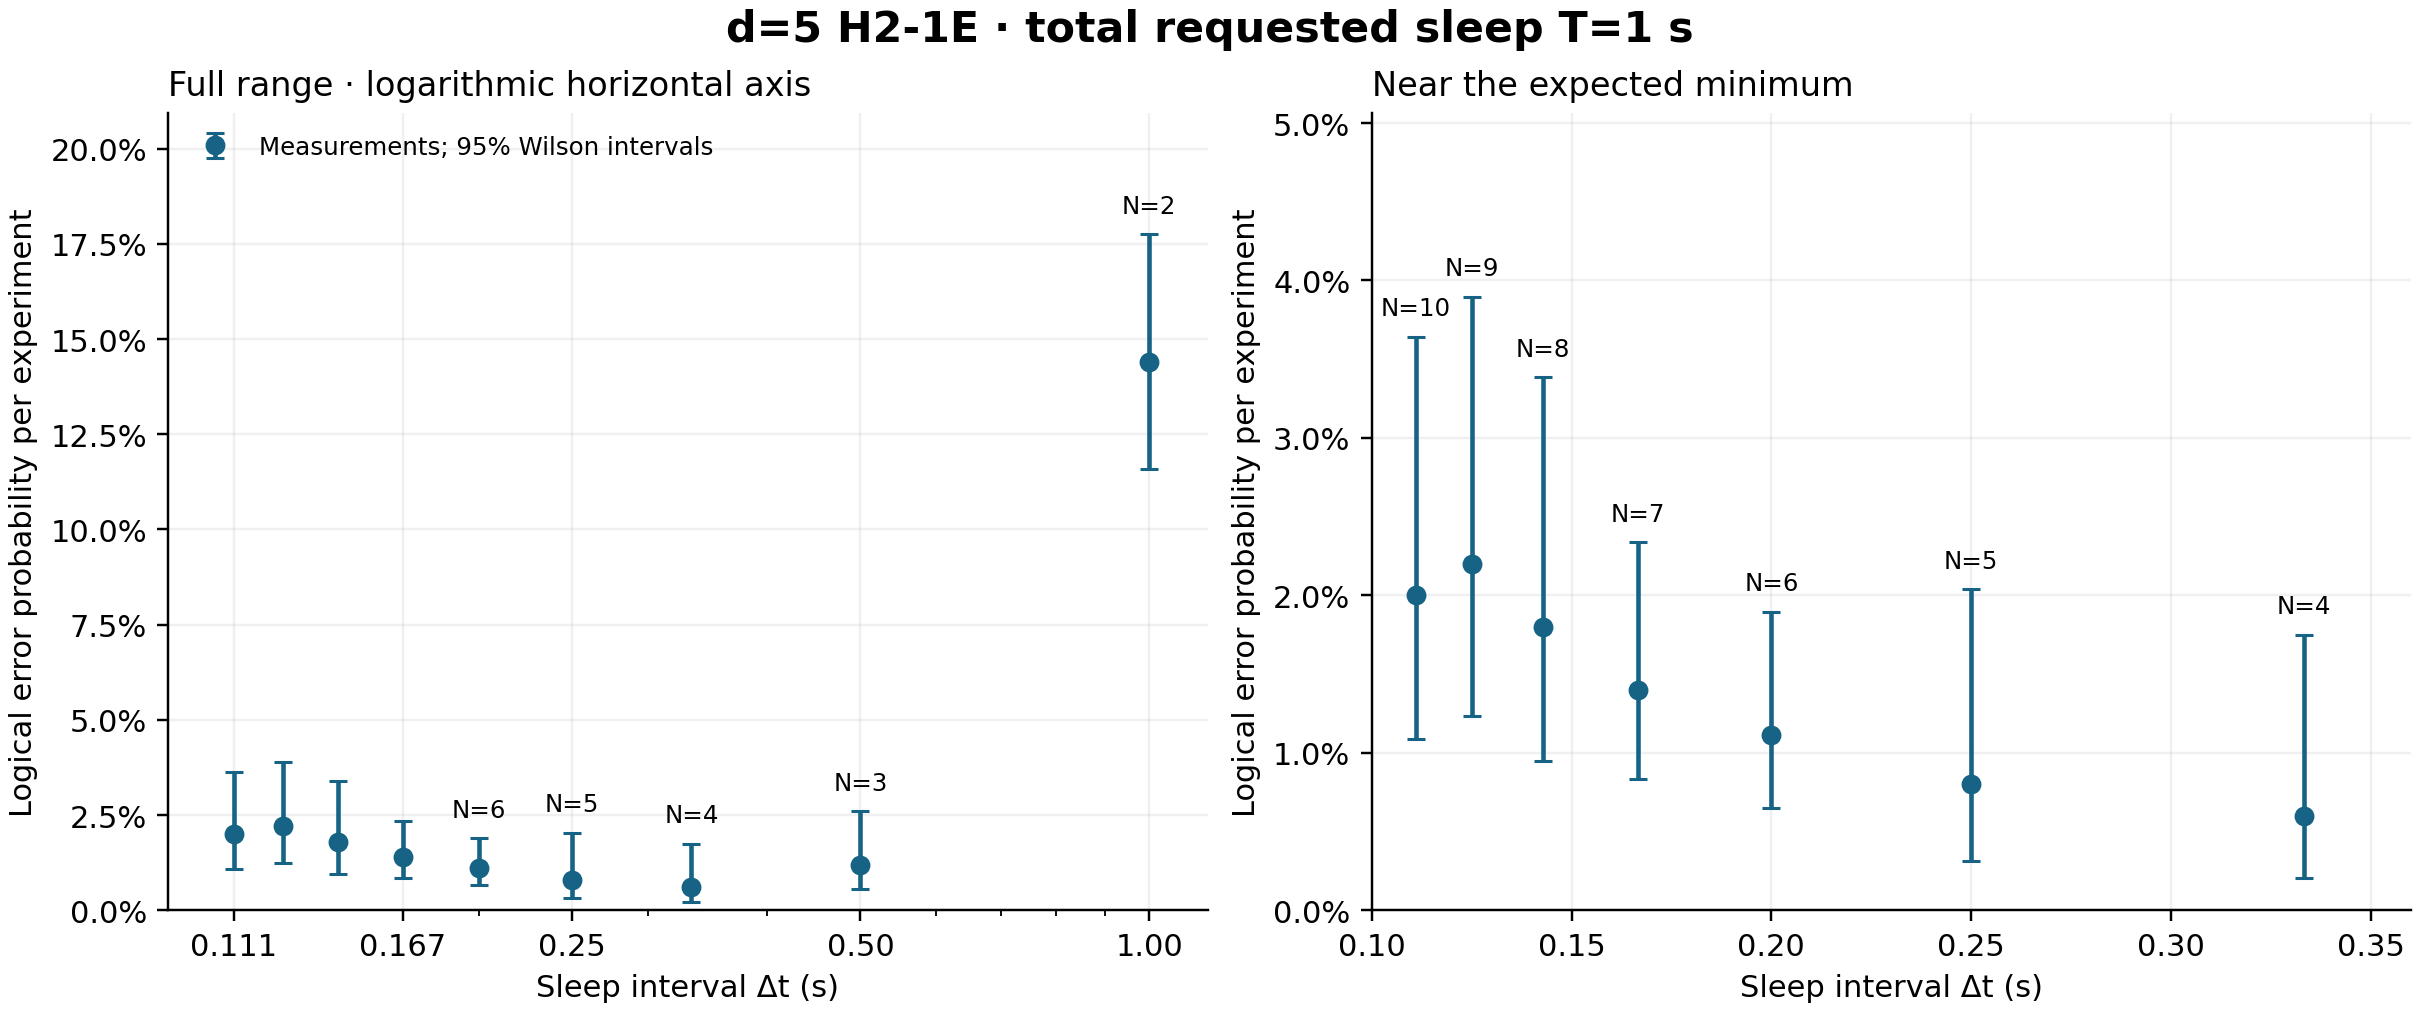 d=5 H2-1E · total requested sleep T=1 s
Full range · logarithmic horizontal axis
Measurements; 95% Wilson intervals
Logical error probability per experiment
20.0%
17.5%
15.0%
12.5%
10.0%
7.5%
5.0%
2.5%
0.0%
N=6
N=5
N=4
N=3
N=2
0.111
0.167
0.25
0.50
1.00
Sleep interval Δt (s)
Near the expected minimum
Logical error probability per experiment
5.0%
4.0%
3.0%
2.0%
1.0%
0.0%
N=10
N=9
N=8
N=7
N=6
N=5
N=4
0.10
0.15
0.20
0.25
0.30
0.35
Sleep interval Δt (s)